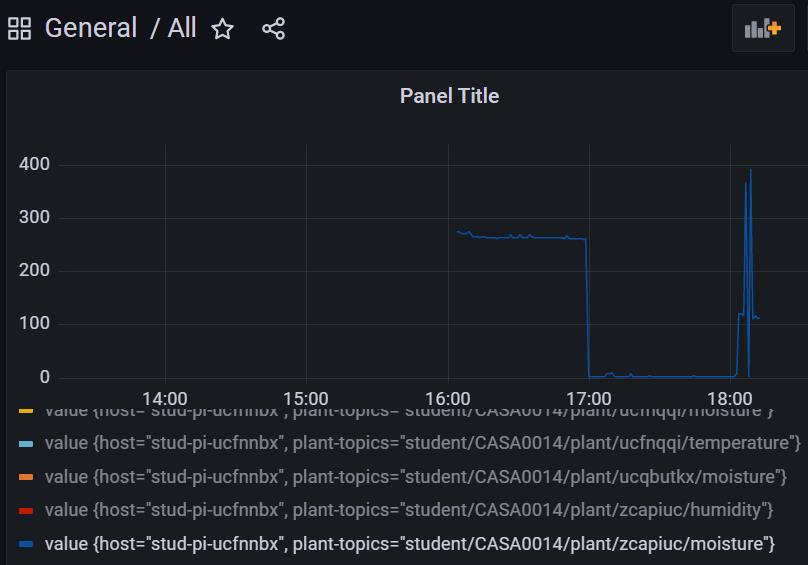 General / All
Panel Title
400
300
200
100
0
14:00 15:00 16:00 17:00 18:00
value {host="stud-pi-ucfnnbx", plant-topics="student/CASA0014/plant/ucfnqqi/moisture"}
value {host="stud-pi-ucfnnbx", plant-topics="student/CASA0014/plant/ucfnqqi/temperature"}
value {host="stud-pi-ucfnnbx", plant-topics="student/CASA0014/plant/ucqbutkx/moisture"}
value {host="stud-pi-ucfnnbx", plant-topics="student/CASA0014/plant/zcapiuc/humidity"}
value {host="stud-pi-ucfnnbx", plant-topics="student/CASA0014/plant/zcapiuc/moisture"}